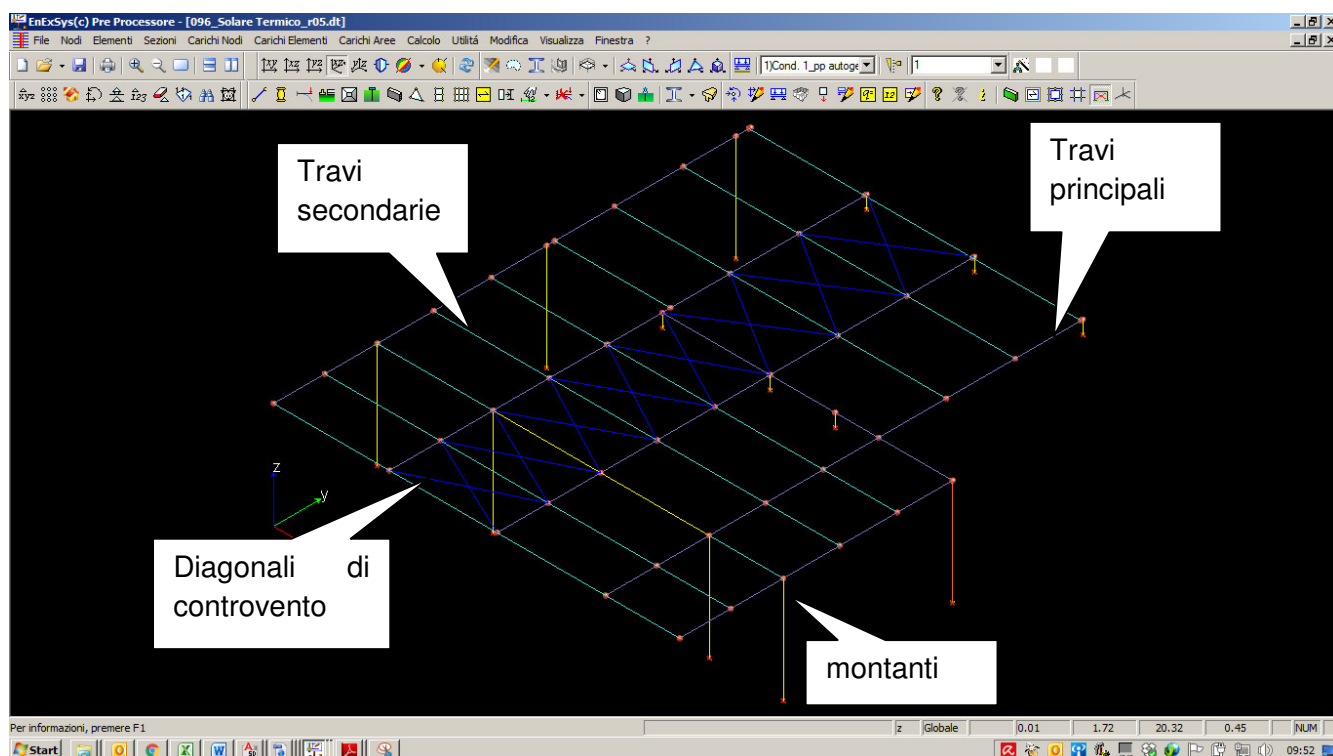 EnExSys(c) Pre Processore - [096_Solare Termico_r05.dt]
File Nodi Elementi Sezioni Carichi Nodi Carichi Elementi Carichi Aree Calcolo Utilitá Modifica Visualizza Finestra ?
1)Cond. 1_pp autoge 1
Travi
secondarie
Travi
principali
z
y
Diagonali di
controvento
montanti
Per informazioni, premere F1 z Globale 0.01 1.72 20.32 0.45 NUM
Start 09:52